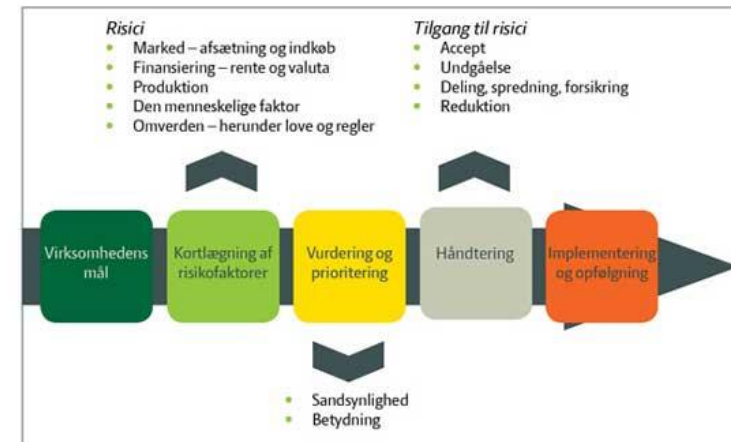 Risici
• Marked – afsætning og indkøb
• Finansiering – rente og valuta
• Produktion
• Den menneskelige faktor
• Omverden – herunder love og regler
Tilgang til risici
• Accept
• Undgåelse
• Deling, spredning, forsikring
• Reduktion
Virksomhedens
mål
Kortlægning af
risikofaktorer
Vurdering og
prioritering
Håndtering
Implementering
og opfølgning
• Sandsynlighed
• Betydning